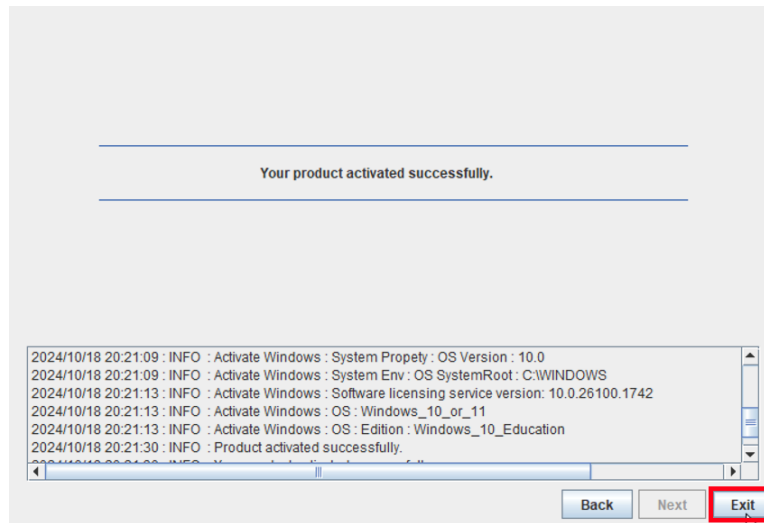 Your product activated successfully.
2024/10/18 20:21:09 : INFO : Activate Windows : System Propety : OS Version : 10.0
2024/10/18 20:21:09 : INFO : Activate Windows : System Env : OS SystemRoot : C:\WINDOWS
2024/10/18 20:21:13 : INFO : Activate Windows : Software licensing service version: 10.0.26100.1742
2024/10/18 20:21:13 : INFO : Activate Windows : OS : Windows_10_or_11
2024/10/18 20:21:13 : INFO : Activate Windows : OS : Edition : Windows_10_Education
2024/10/18 20:21:30 : INFO : Product activated successfully.
Back Next Exit